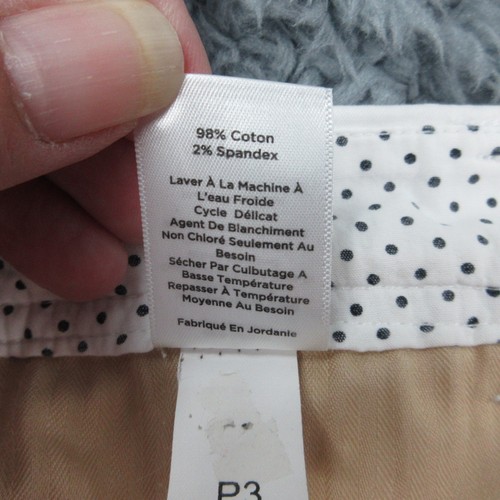 98% Coton
2% Spandex
Laver À La Machine À
L'eau Froide
Cycle Délicat
Agent De Blanchiment
Non Chloré Seulement Au
Besoin
Sécher Par Culbutage A
Basse Température
Repasser À Température
Moyenne Au Besoin
Fabriqué En Jordanie
P3